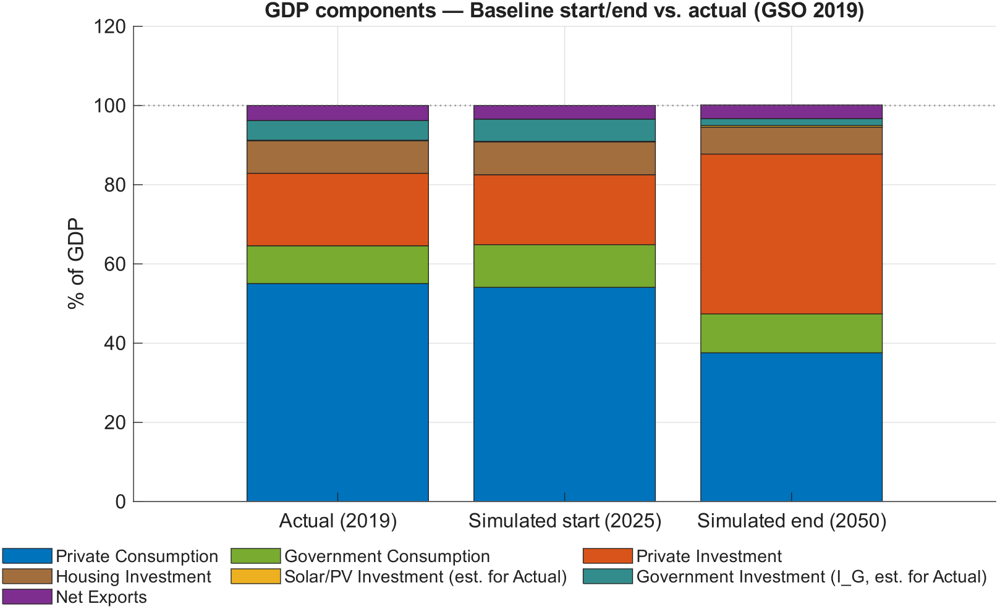 GDP components — Baseline start/end vs. actual (GSO 2019)
120
100
80
60
40
20
0
% of GDP
Actual (2019) Simulated start (2025) Simulated end (2050)
Private Consumption Government Consumption Private Investment
Housing Investment Solar/PV Investment (est. for Actual) Government Investment (I_G, est. for Actual)
Net Exports